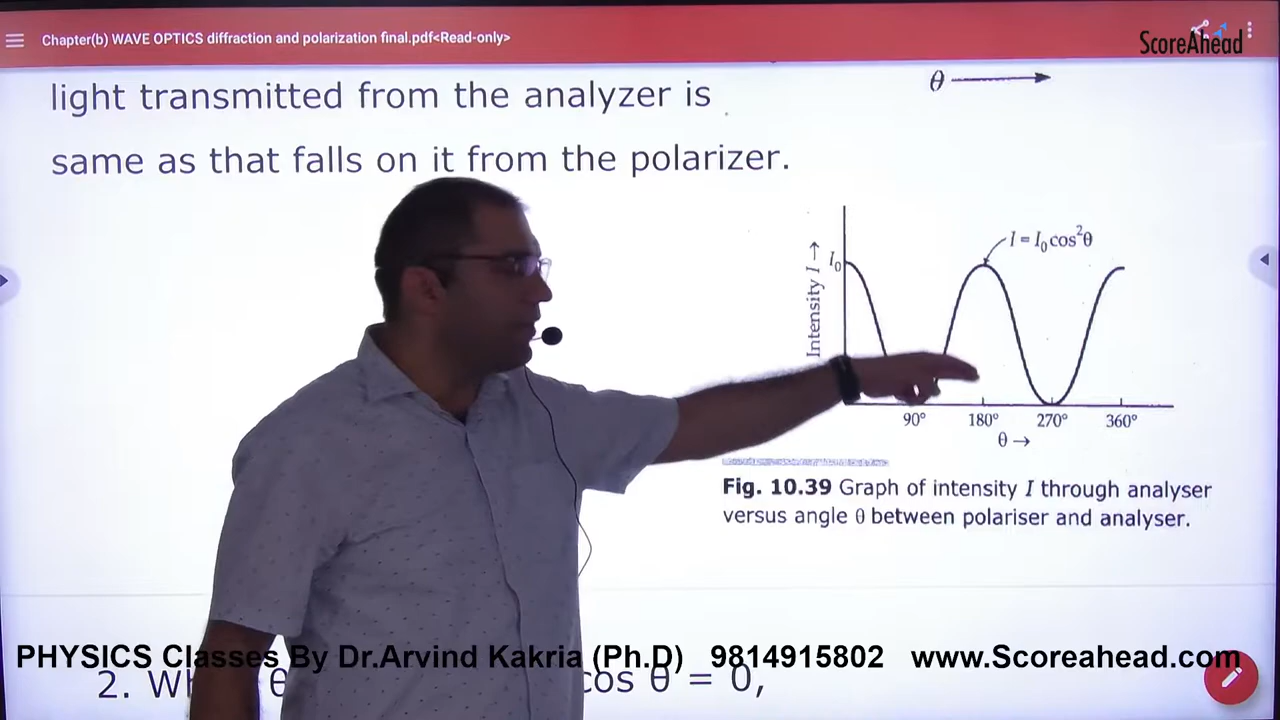 Chapter(b) WAVE OPTICS diffraction and polarization final.pdf<Read-only>
ScoreAhead
light transmitted from the analyzer is
same as that falls on it from the polarizer.
θ
I = I₀ cos²θ
I₀
Intensity I →
90° 180° 270° 360°
θ →
Fig. 10.39 Graph of intensity I through analyser
versus angle θ between polariser and analyser.
PHYSICS Classes By Dr.Arvind Kakria (Ph.D) 9814915802 www.Scoreahead.com
2. θ cos θ = 0,